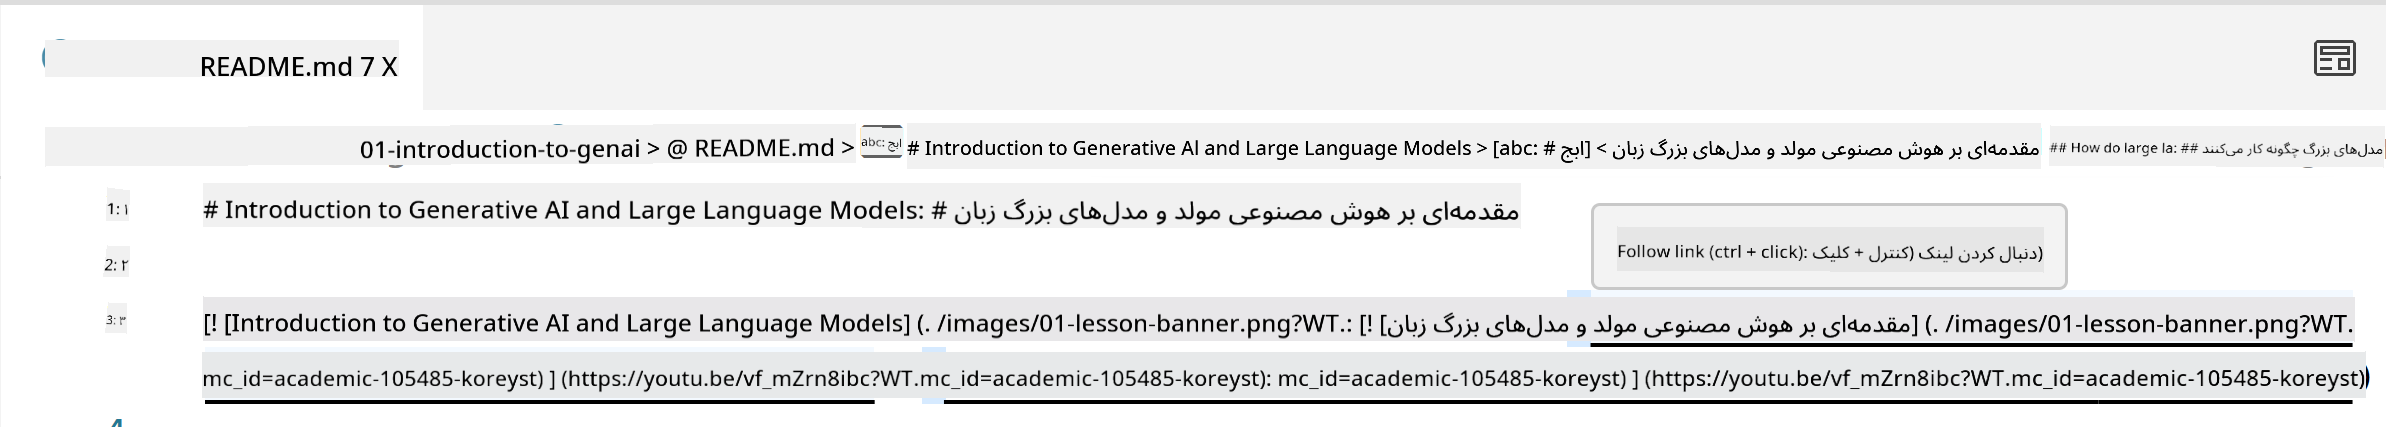 README.md 7 X
01-introduction-to-genai > @ README.md > abc: ابج # Introduction to Generative Al and Large Language Models > [abc: # ابج] < مقدمه‌ای بر هوش مصنوعی مولد و مدل‌های بزرگ زبان ## How do large la: ## مدل‌های بزرگ چگونه کار می‌کنند
1: ۱ # Introduction to Generative AI and Large Language Models: # مقدمه‌ای بر هوش مصنوعی مولد و مدل‌های بزرگ زبان
Follow link (ctrl + click): دنبال کردن لینک (کنترل + کلیک)
2: ۲
3: ۳ [! [Introduction to Generative AI and Large Language Models] (. /images/01-lesson-banner.png?WT.: [! [مقدمه‌ای بر هوش مصنوعی مولد و مدل‌های بزرگ زبان] (. /images/01-lesson-banner.png?WT.
mc_id=academic-105485-koreyst) ] (https://youtu.be/vf_mZrn8ibc?WT.mc_id=academic-105485-koreyst): mc_id=academic-105485-koreyst) ] (https://youtu.be/vf_mZrn8ibc?WT.mc_id=academic-105485-koreyst)